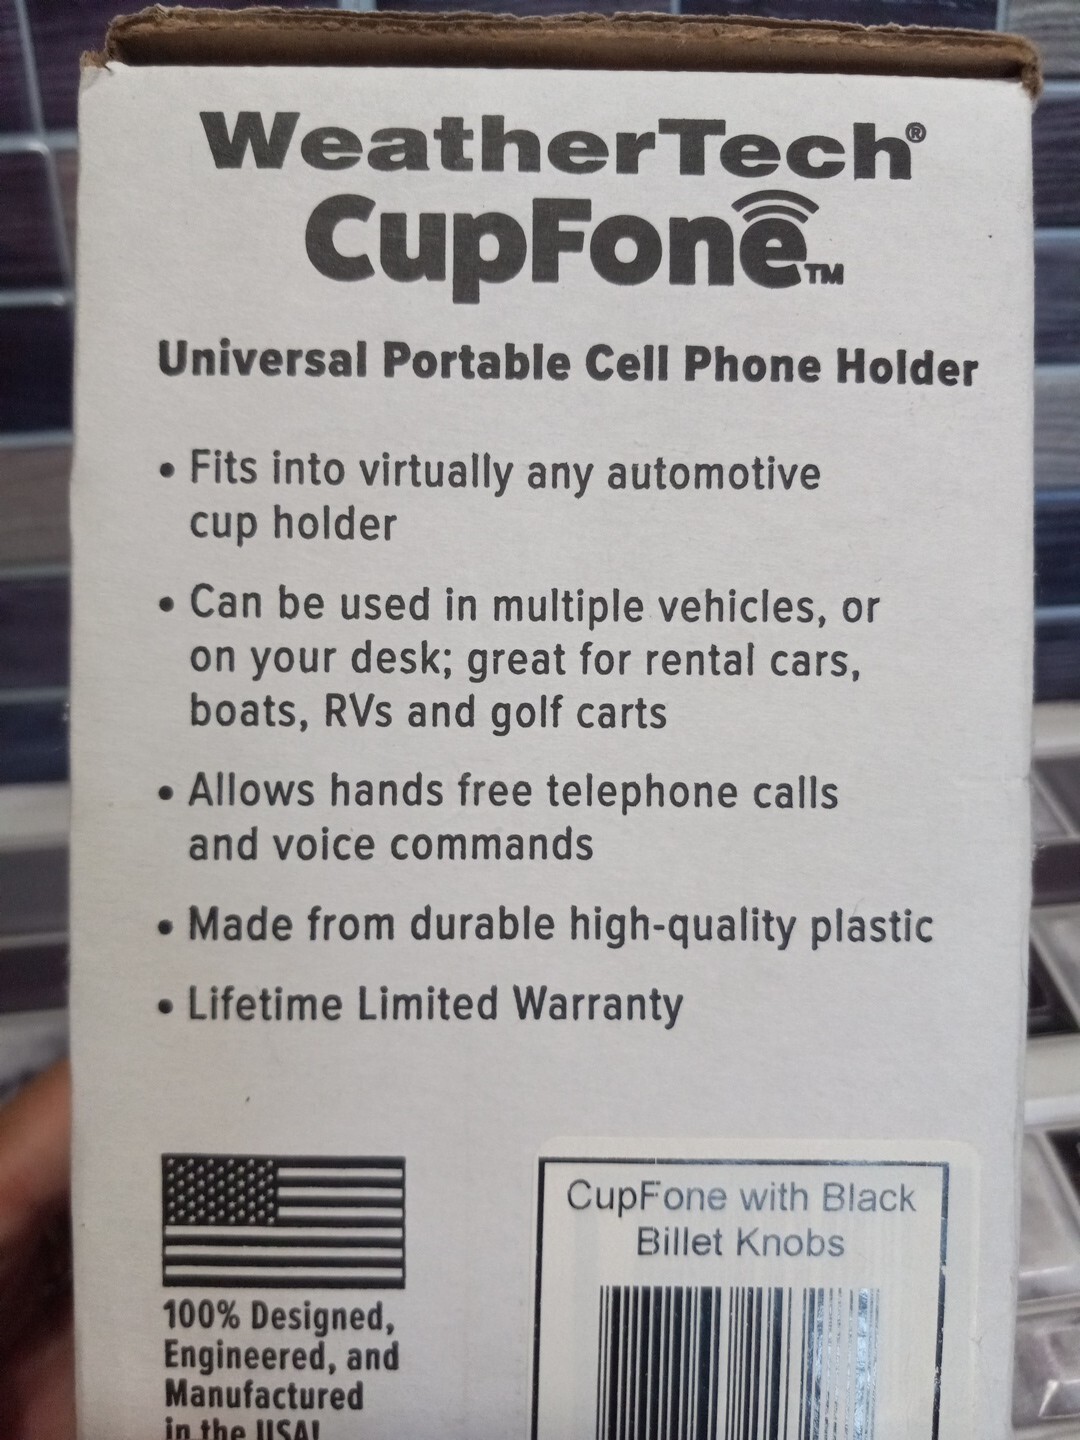 WeatherTech®
CupFone™
Universal Portable Cell Phone Holder
• Fits into virtually any automotive
cup holder
• Can be used in multiple vehicles, or
on your desk; great for rental cars,
boats, RVs and golf carts
• Allows hands free telephone calls
and voice commands
• Made from durable high-quality plastic
• Lifetime Limited Warranty
100% Designed,
Engineered, and
Manufactured
in the USA!
CupFone with Black
Billet Knobs